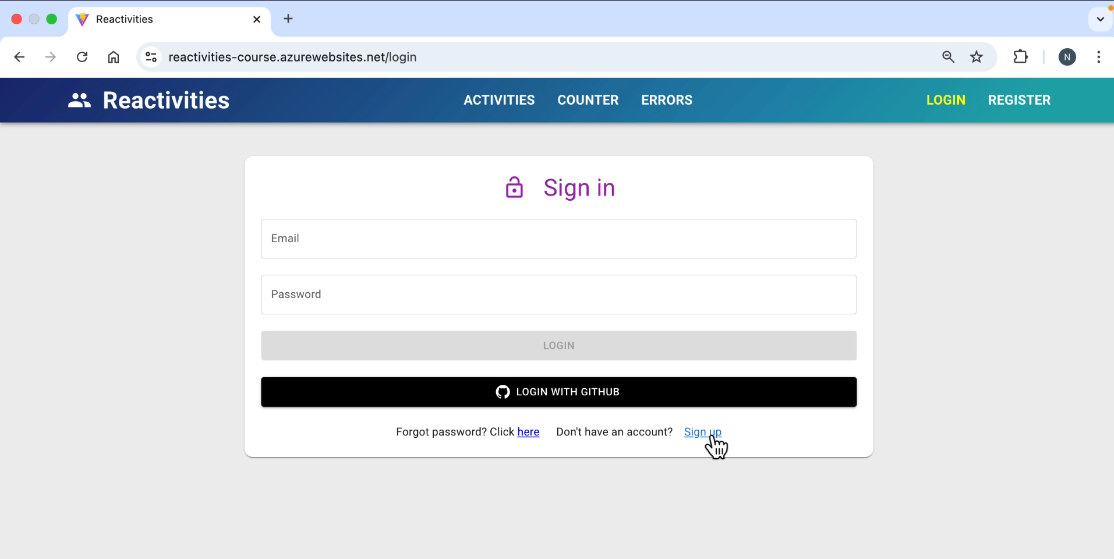 Reactivities
reactivities-course.azurewebsites.net/login
N
Reactivities ACTIVITIES COUNTER ERRORS LOGIN REGISTER
Sign in
Email
Password
LOGIN
LOGIN WITH GITHUB
Forgot password? Click here Don't have an account? Sign up